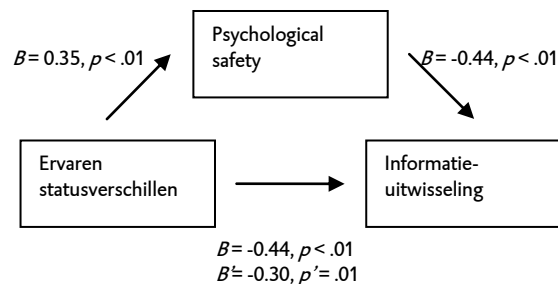 Psychological
safety
B = 0.35, p < .01
B = -0.44, p < .01
Ervaren
statusverschillen
Informatie-
uitwisseling
B = -0.44, p < .01
B' = -0.30, p' = .01